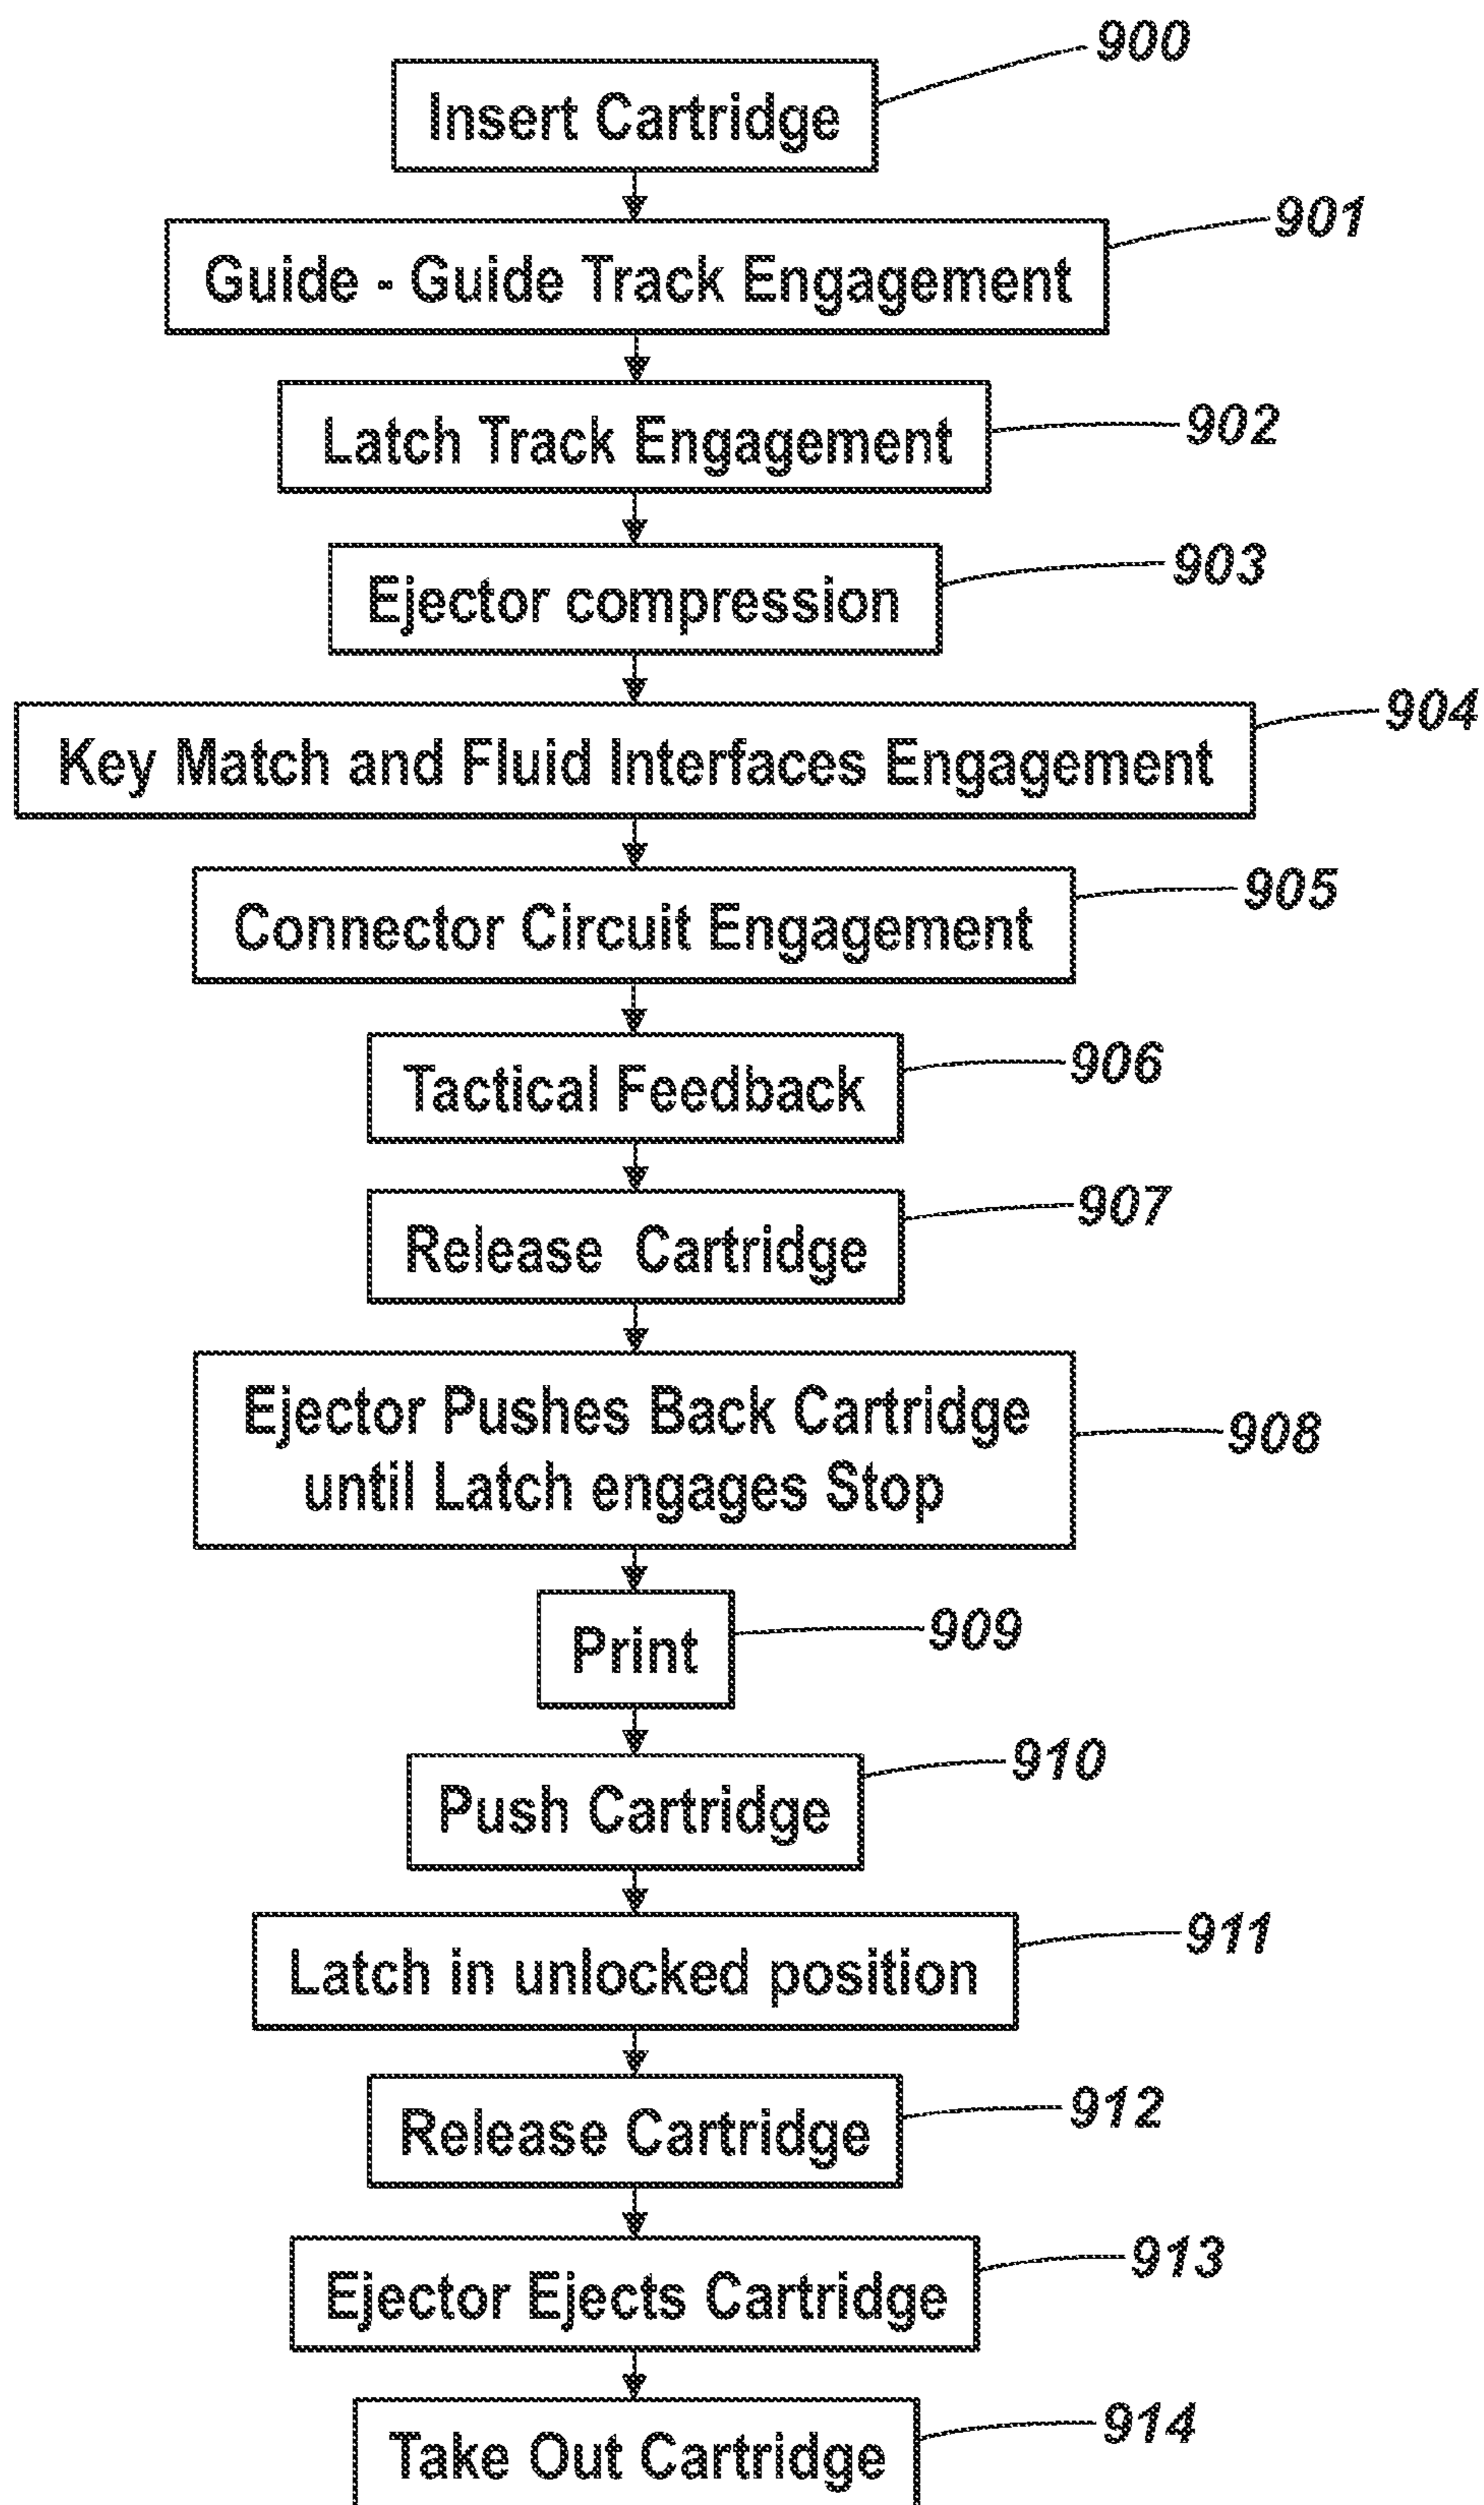 900
Insert Cartridge
901
Guide - Guide Track Engagement
902
Latch Track Engagement
903
Ejector compression
904
Key Match and Fluid Interfaces Engagement
905
Connector Circuit Engagement
906
Tactical Feedback
907
Release Cartridge
Ejector Pushes Back Cartridge
908
until Latch engages Stop
909
Print
910
Push Cartridge
911
Latch in unlocked position
912
Release Cartridge
913
Ejector Ejects Cartridge
914
Take Out Cartridge